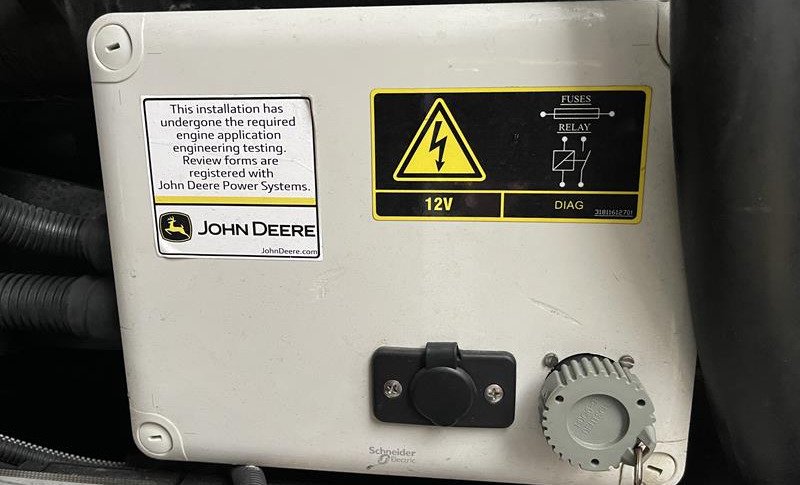 This installation has
undergone the required
engine application
engineering testing.
Review forms are
registered with
John Deere Power Systems.
JOHN DEERE
JohnDeere.com
FUSES
RELAY
12V
DIAG
Schneider
Electric